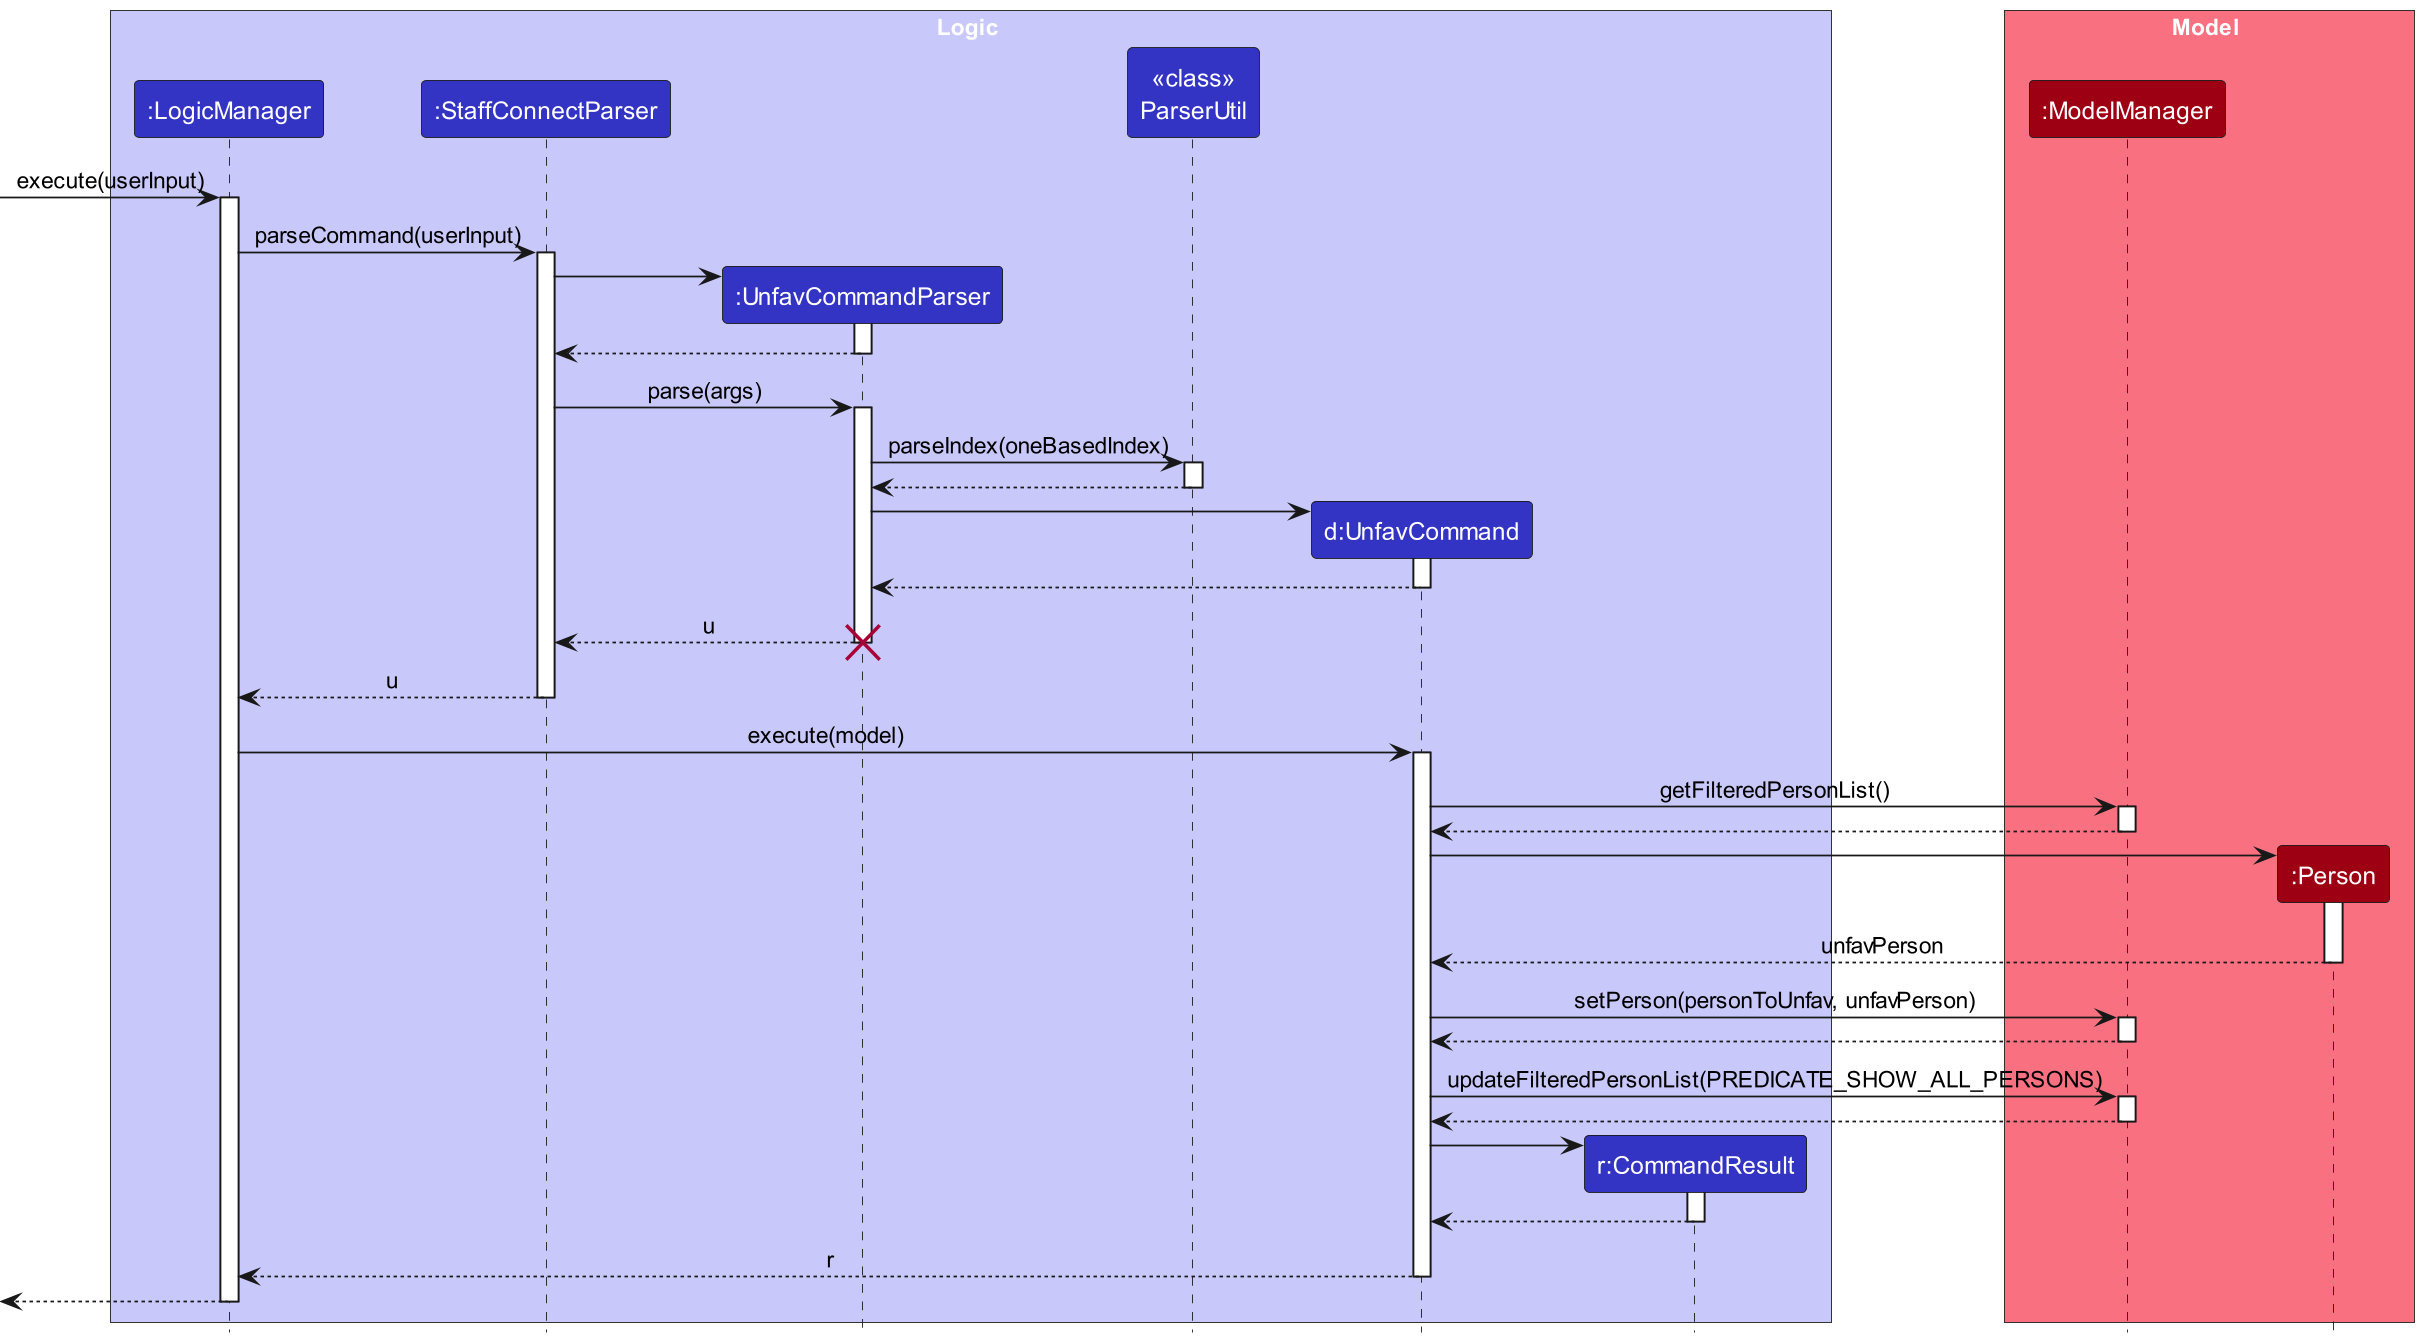 Logic
Model
«class»
ParserUtil
:LogicManager
:StaffConnectParser
:ModelManager
execute(userInput)
parseCommand(userInput)
:UnfavCommandParser
parse(args)
parseIndex(oneBasedIndex)
d:UnfavCommand
u
u
execute(model)
getFilteredPersonList()
:Person
unfavPerson
setPerson(personToUnfav, unfavPerson)
updateFilteredPersonList(PREDICATE_SHOW_ALL_PERSONS)
r:CommandResult
r